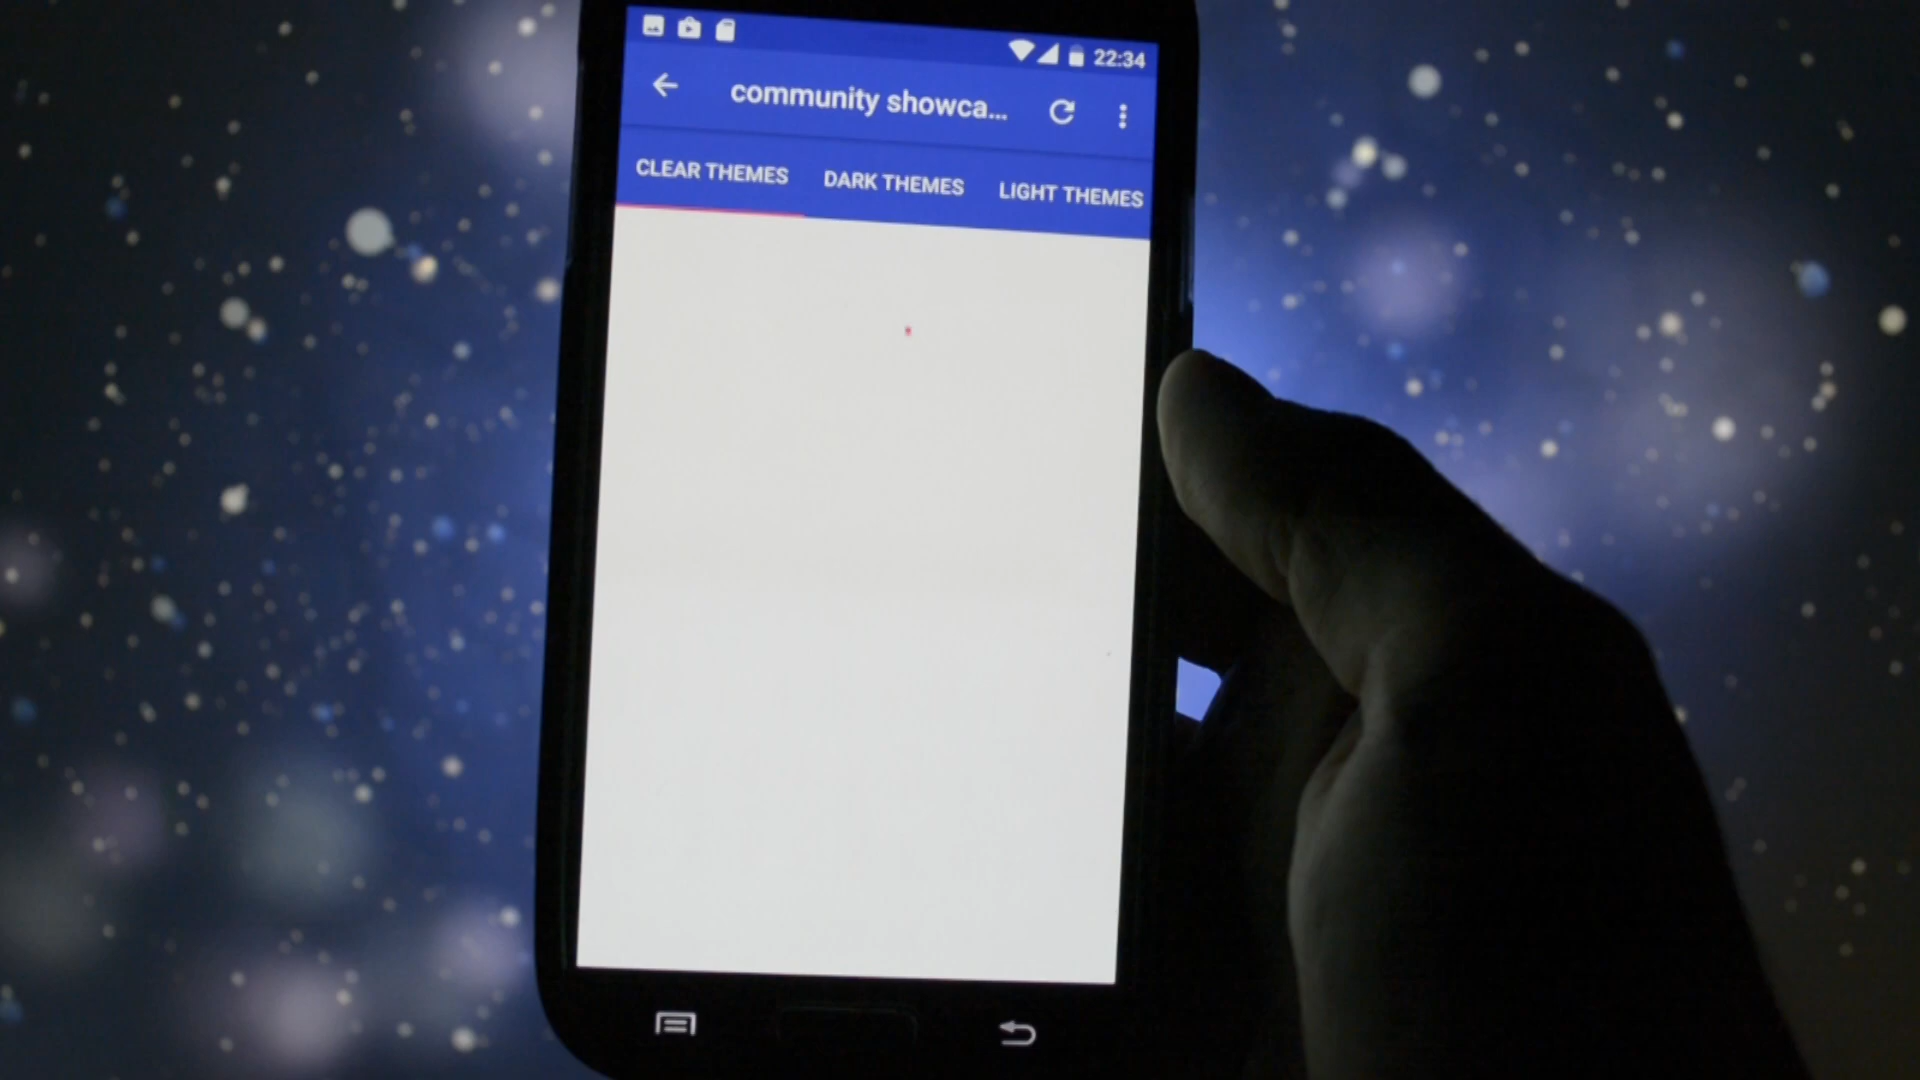 22:34
community showca...
CLEAR THEMES
DARK THEMES
LIGHT THEMES